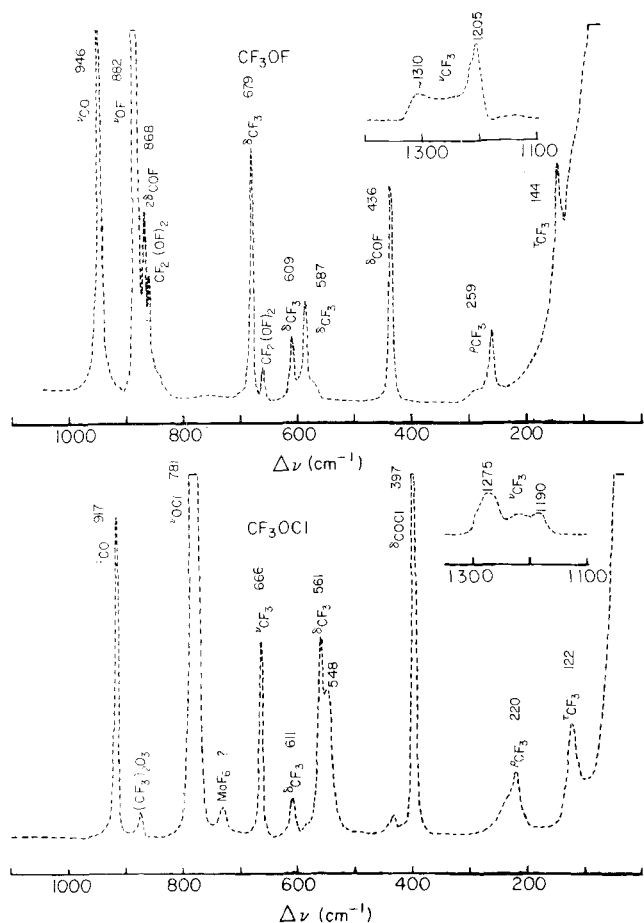 CF3OF
946
νCO
882
νOF
868
2δCOF
CF2(OF)2
679
δCF3
CF2(OF)2
609
δCF3
587
δCF3
436
δCOF
259
ρCF3
144
τCF3
~1310
νCF3
1205
1300 1100
1000 800 600 400 200
Δν (cm⁻¹)
CF3OCl
917
νCO
(CF3)2O3
781
νOCl
MoF6 ?
666
νCF3
611
δCF3
561
δCF3
548
397
δCOCl
220
ρCF3
122
τCF3
1275
νCF3
1190
1300 1100
1000 800 600 400 200
Δν (cm⁻¹)